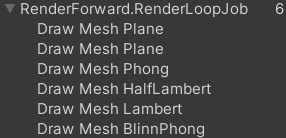 RenderForward.RenderLoopJob 6
Draw Mesh Plane
Draw Mesh Plane
Draw Mesh Phong
Draw Mesh HalfLambert
Draw Mesh Lambert
Draw Mesh BlinnPhong